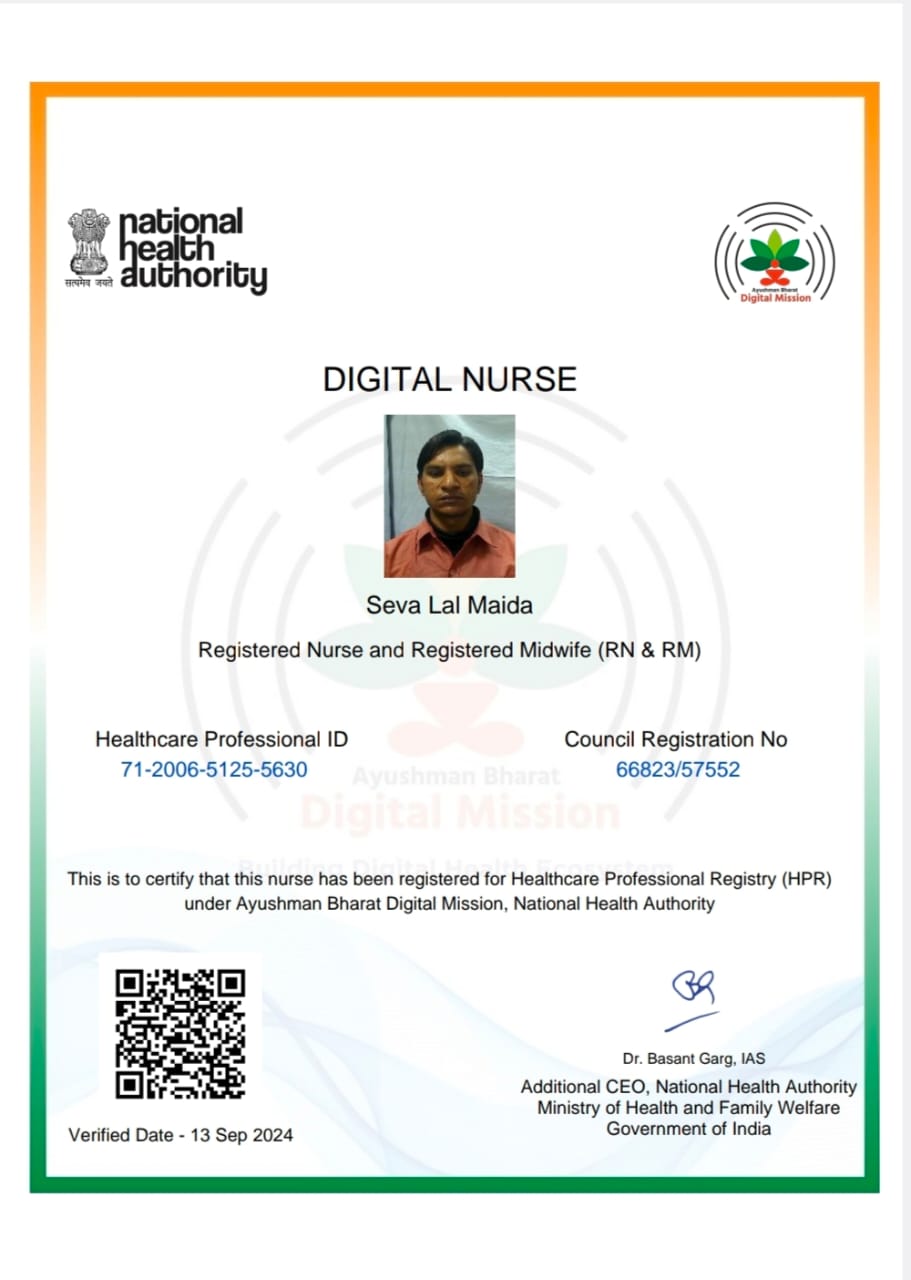 national
health
authority
सत्यमेव जयते
Ayushman Bharat
Digital Mission
DIGITAL NURSE
Seva Lal Maida
Registered Nurse and Registered Midwife (RN & RM)
Healthcare Professional ID
Council Registration No
71-2006-5125-5630
66823/57552
Ayushman Bharat
Digital Mission
Building Digital Health Ecosystem
This is to certify that this nurse has been registered for Healthcare Professional Registry (HPR)
under Ayushman Bharat Digital Mission, National Health Authority
Dr. Basant Garg, IAS
Additional CEO, National Health Authority
Ministry of Health and Family Welfare
Government of India
Verified Date - 13 Sep 2024